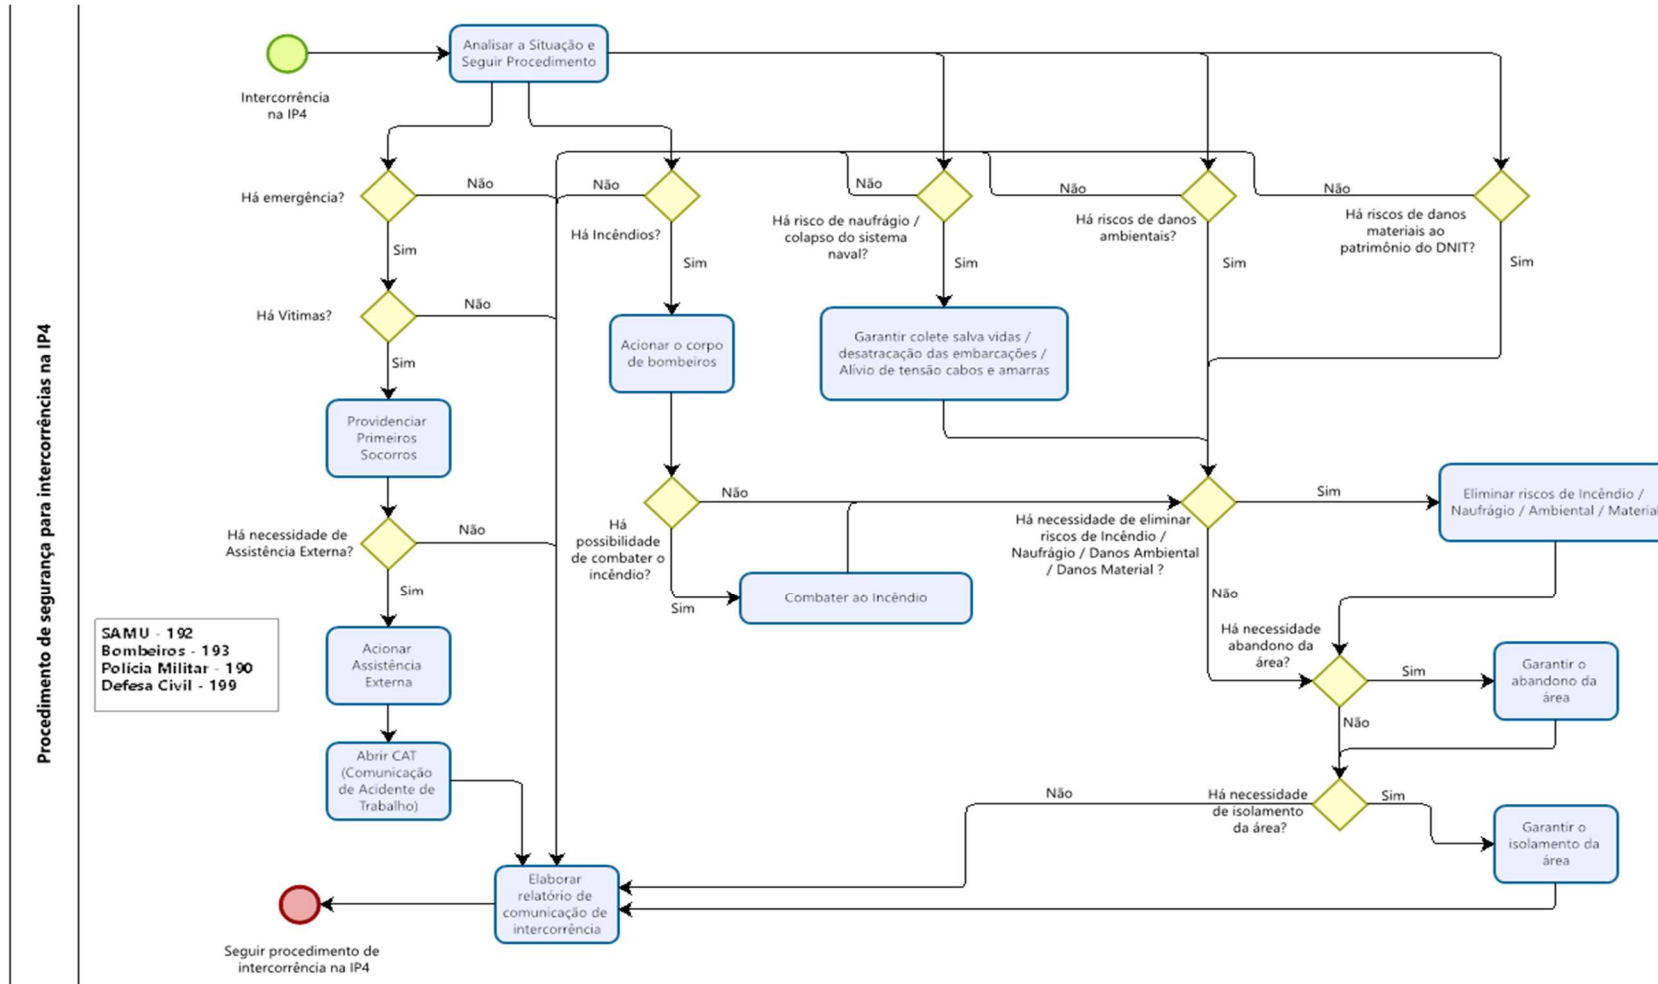 Procedimento de segurança para intercorrências na IP4
Intercorrência
na IP4
Analisar a Situação e
Seguir Procedimento
Há emergência?
Não
Sim
Há Vitimas?
Não
Sim
Providenciar
Primeiros
Socorros
Há necessidade de
Assistência Externa?
Não
Sim
Acionar
Assistência
Externa
Abrir CAT
(Comunicação
de Acidente de
Trabalho)
SAMU - 192
Bombeiros - 193
Polícia Militar - 190
Defesa Civil - 199
Não
Há Incêndios?
Sim
Acionar o corpo
de bombeiros
Há
possibilidade
de combater o
incêndio?
Não
Sim
Combater ao Incêndio
Não
Há risco de naufrágio /
colapso do sistema
naval?
Sim
Garantir colete salva vidas /
desatracação das embarcações /
Alívio de tensão cabos e amarras
Não
Há riscos de danos
ambientais?
Sim
Não
Há riscos de danos
materiais ao
patrimônio do DNIT?
Sim
Há necessidade de eliminar
riscos de Incêndio /
Naufrágio / Danos Ambiental
/ Danos Material ?
Sim
Eliminar riscos de Incêndio /
Naufrágio / Ambiental / Material
Não
Há necessidade
abandono da
área?
Sim
Garantir o
abandono da
área
Não
Há necessidade
de isolamento
da área?
Sim
Garantir o
isolamento da
área
Não
Elaborar
relatório de
comunicação de
intercorrência
Seguir procedimento de
intercorrência na IP4